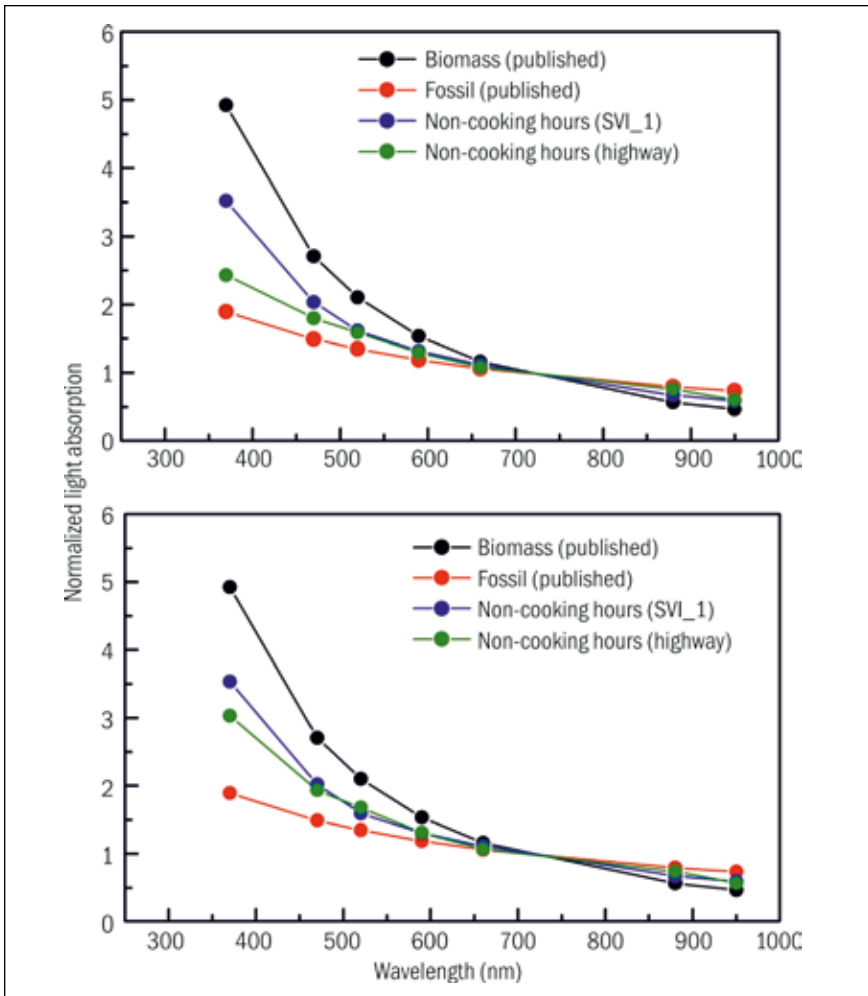 6
5
4
3
2
1
0
Biomass (published)
Fossil (published)
Non-cooking hours (SVI_1)
Non-cooking hours (highway)
300 400 500 600 700 800 900 1000
Normalized light absorption
6
5
4
3
2
1
0
Biomass (published)
Fossil (published)
Non-cooking hours (SVI_1)
Non-cooking hours (highway)
300 400 500 600 700 800 900 1000
Wavelength (nm)